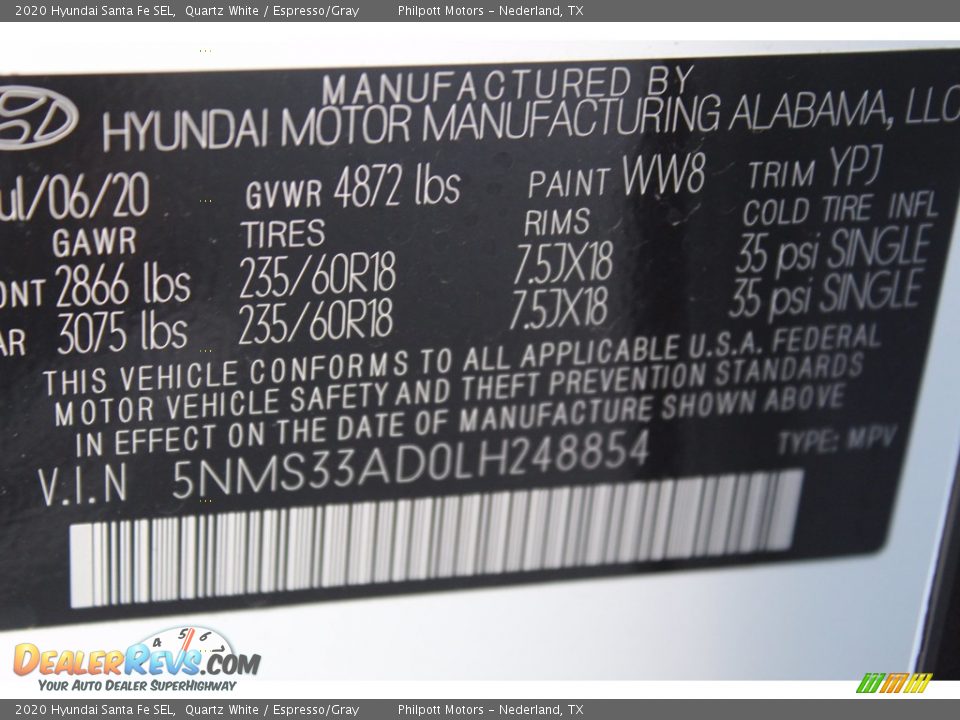 2020 Hyundai Santa Fe SEL, Quartz White / Espresso/Gray Philpott Motors - Nederland, TX
MANUFACTURED BY
HYUNDAI MOTOR MANUFACTURING ALABAMA, LLC
ul/06/20 GVWR 4872 lbs PAINT WW8 TRIM YPJ
GAWR TIRES RIMS COLD TIRE INFL
ONT 2866 lbs 235/60R18 7.5JX18 35 psi SINGLE
AR 3075 lbs 235/60R18 7.5JX18 35 psi SINGLE
THIS VEHICLE CONFORMS TO ALL APPLICABLE U.S.A. FEDERAL
MOTOR VEHICLE SAFETY AND THEFT PREVENTION STANDARDS
IN EFFECT ON THE DATE OF MANUFACTURE SHOWN ABOVE
V.I.N 5NMS33AD0LH248854 TYPE: MPV
4 5 6
DEALERREVS.COM
YOUR AUTO DEALER SUPERHIGHWAY
2020 Hyundai Santa Fe SEL, Quartz White / Espresso/Gray Philpott Motors - Nederland, TX